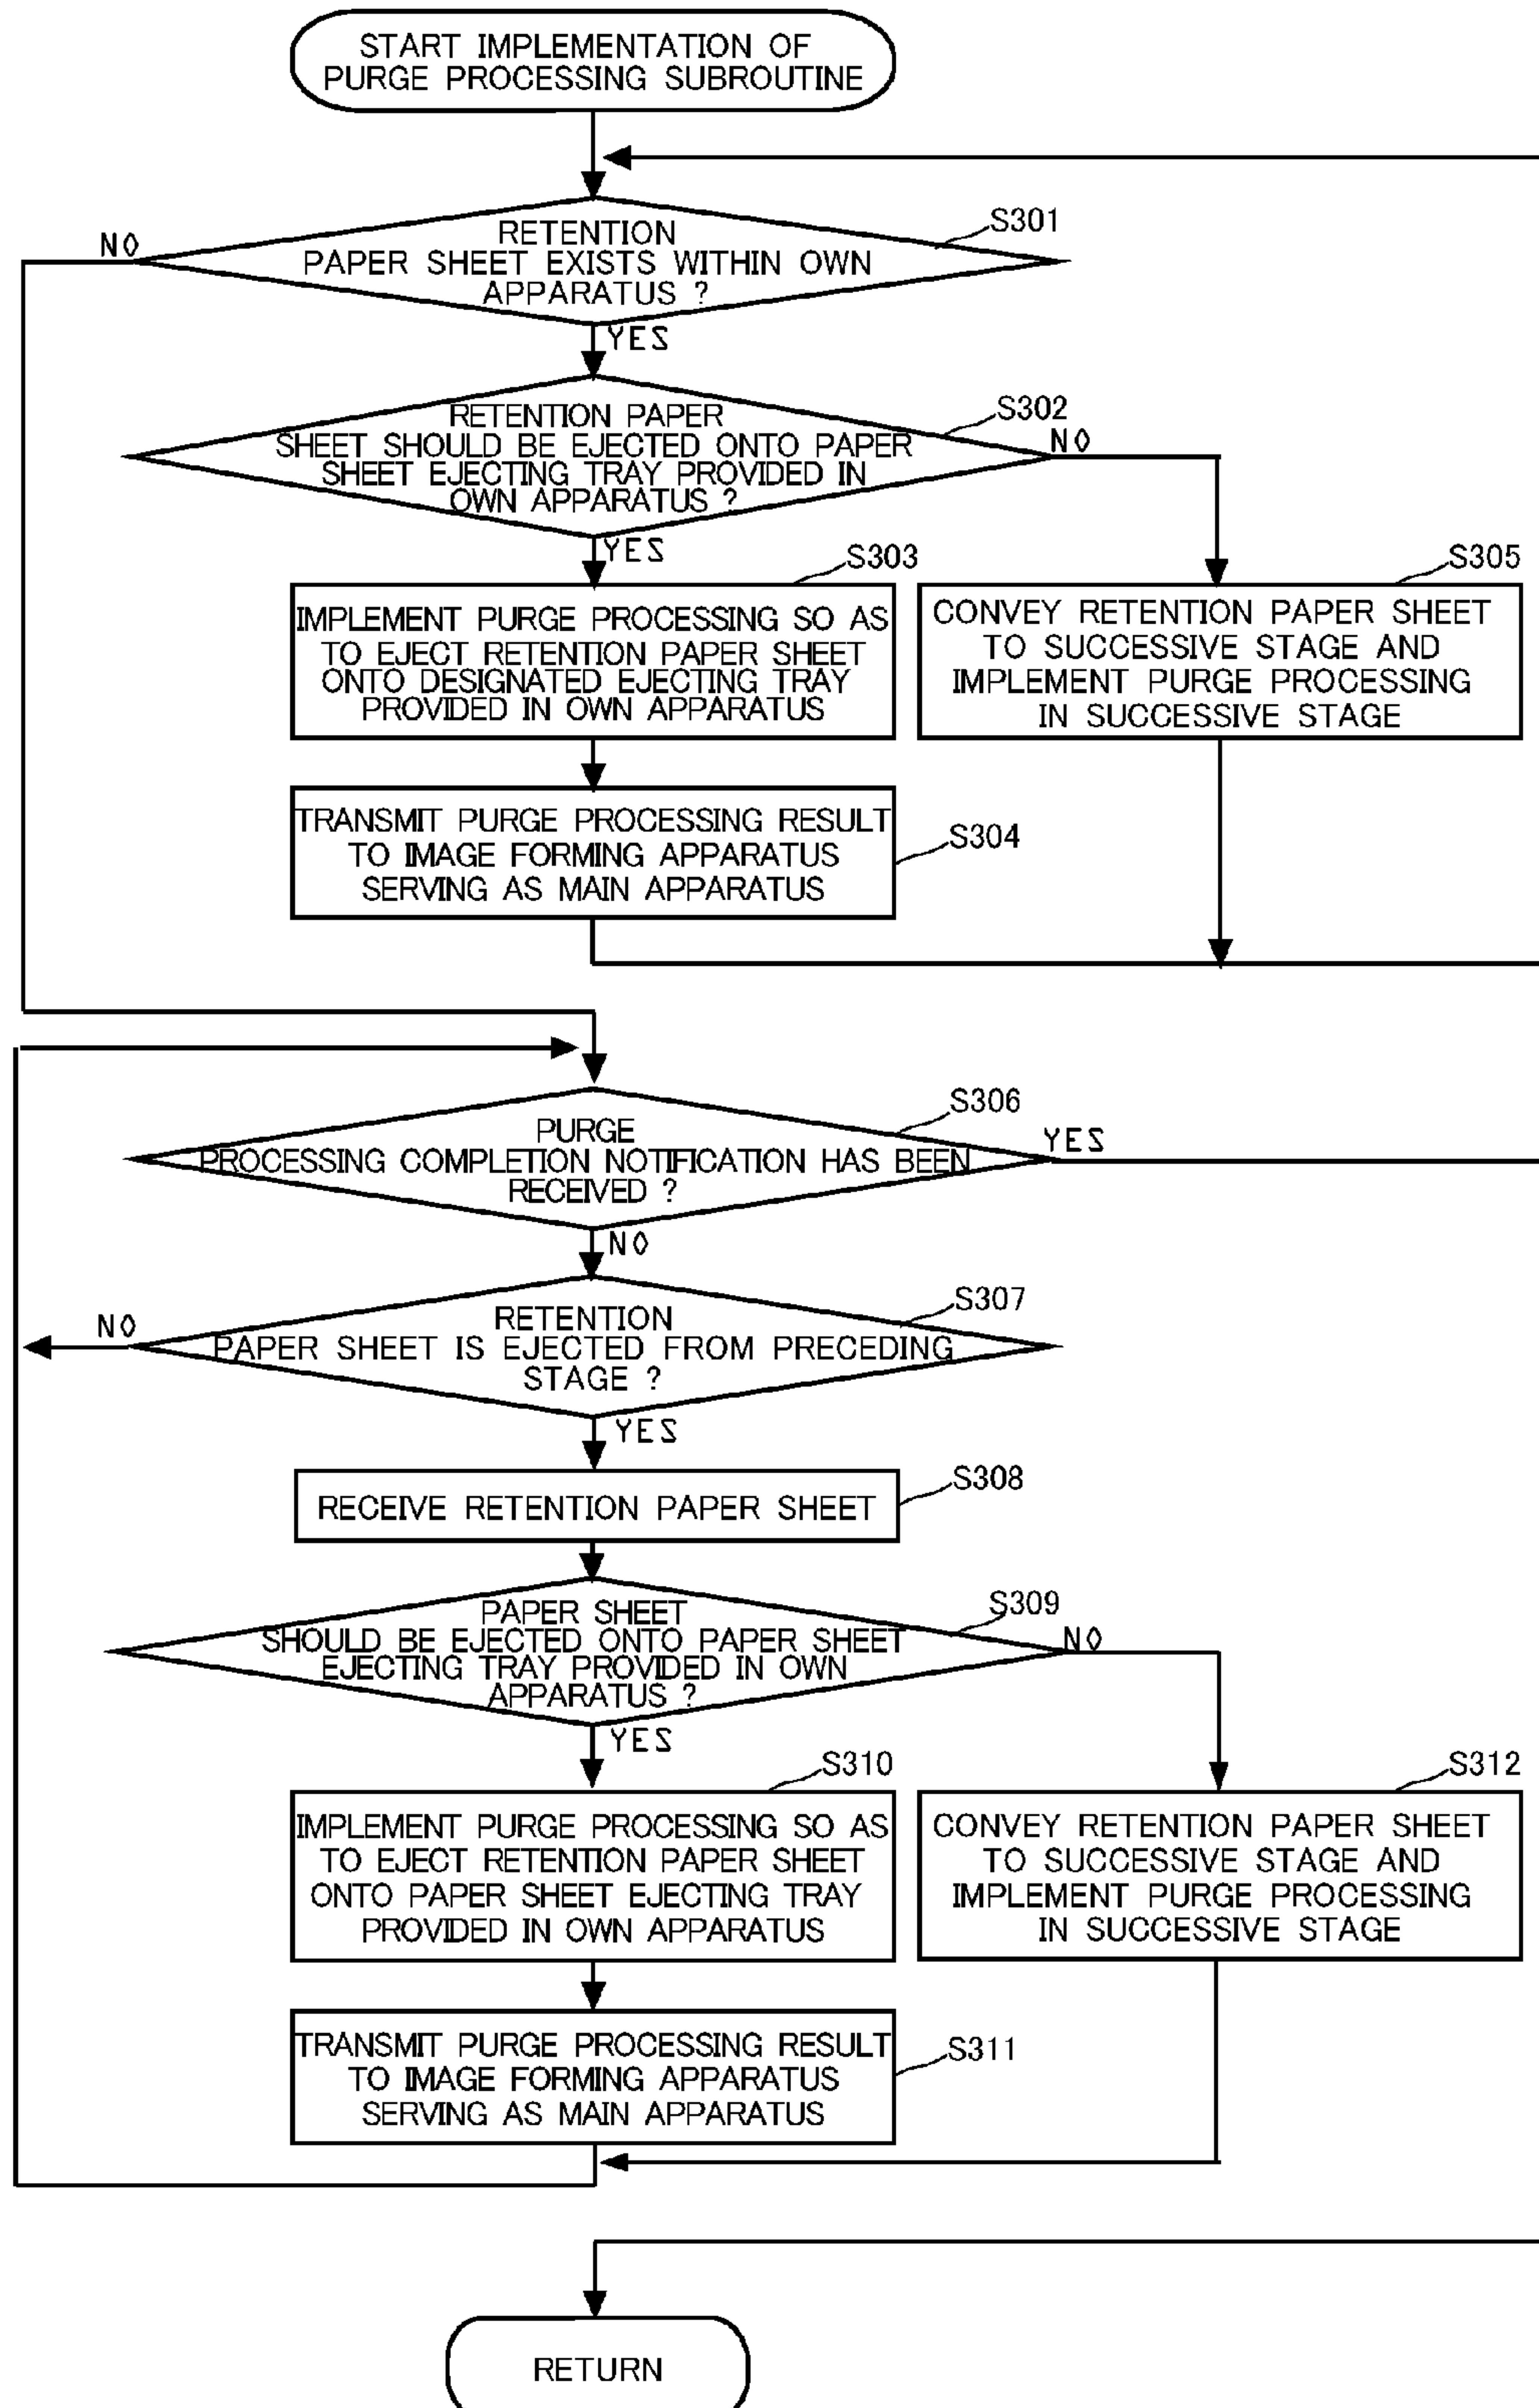 START IMPLEMENTATION OF
PURGE PROCESSING SUBROUTINE
S301
NO
RETENTION
PAPER SHEET EXISTS WITHIN OWN
APPARATUS ?
YES
S302
RETENTION PAPER
SHEET SHOULD BE EJECTED ONTO PAPER
SHEET EJECTING TRAY PROVIDED IN
OWN APPARATUS ?
NO
YES
S303
IMPLEMENT PURGE PROCESSING SO AS
TO EJECT RETENTION PAPER SHEET
ONTO DESIGNATED EJECTING TRAY
PROVIDED IN OWN APPARATUS
S305
CONVEY RETENTION PAPER SHEET
TO SUCCESSIVE STAGE AND
IMPLEMENT PURGE PROCESSING
IN SUCCESSIVE STAGE
TRANSMIT PURGE PROCESSING RESULT
TO IMAGE FORMING APPARATUS
SERVING AS MAIN APPARATUS
S304
S306
PURGE
PROCESSING COMPLETION NOTIFICATION HAS BEEN
RECEIVED ?
YES
NO
S307
NO
RETENTION
PAPER SHEET IS EJECTED FROM PRECEDING
STAGE ?
YES
S308
RECEIVE RETENTION PAPER SHEET
S309
PAPER SHEET
SHOULD BE EJECTED ONTO PAPER SHEET
EJECTING TRAY PROVIDED IN OWN
APPARATUS ?
NO
YES
S310
IMPLEMENT PURGE PROCESSING SO AS
TO EJECT RETENTION PAPER SHEET
ONTO PAPER SHEET EJECTING TRAY
PROVIDED IN OWN APPARATUS
S312
CONVEY RETENTION PAPER SHEET
TO SUCCESSIVE STAGE AND
IMPLEMENT PURGE PROCESSING
IN SUCCESSIVE STAGE
TRANSMIT PURGE PROCESSING RESULT
TO IMAGE FORMING APPARATUS
SERVING AS MAIN APPARATUS
S311
RETURN